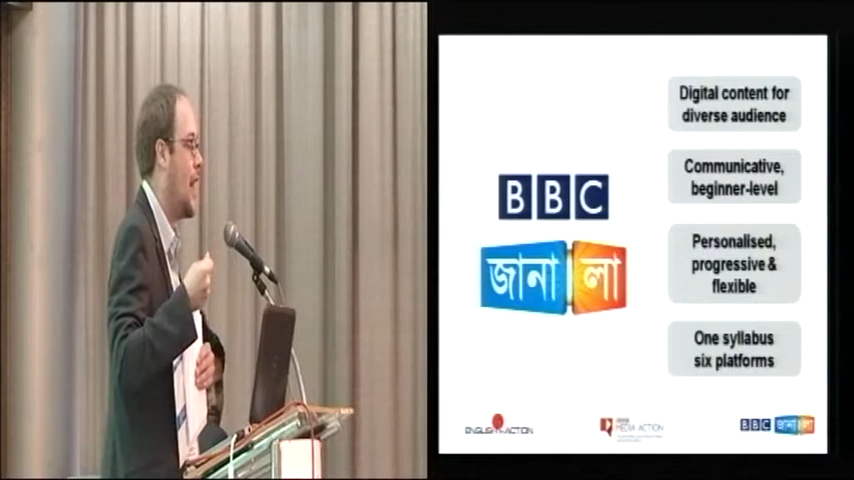 Digital content for
diverse audience
Communicative,
beginner-level
BBC
জানালা
Personalised,
progressive &
flexible
One syllabus
six platforms
ENGLISH IN ACTION
MEDIA ACTION
BBC জানালা